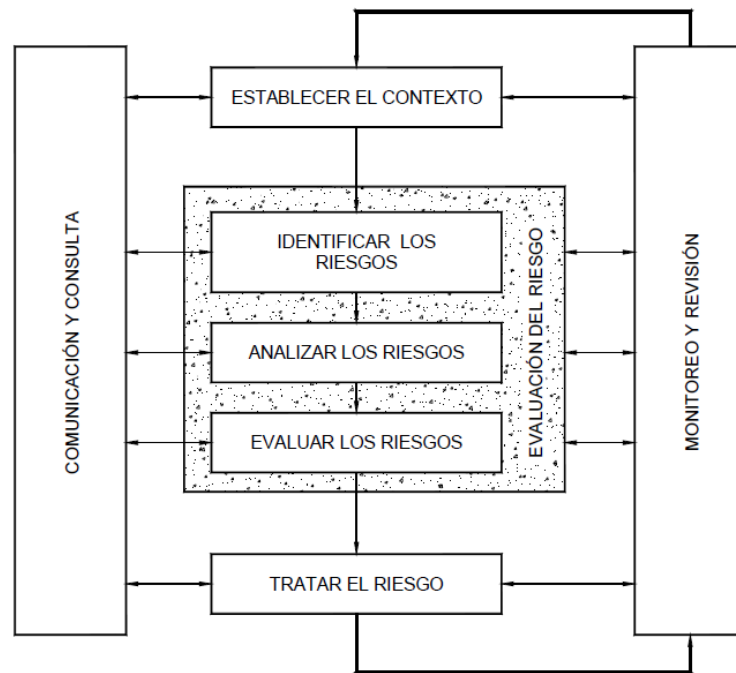 ESTABLECER EL CONTEXTO
COMUNICACIÓN Y CONSULTA
IDENTIFICAR LOS
RIESGOS
ANALIZAR LOS RIESGOS
EVALUAR LOS RIESGOS
EVALUACIÓN DEL RIESGO
MONITOREO Y REVISIÓN
TRATAR EL RIESGO